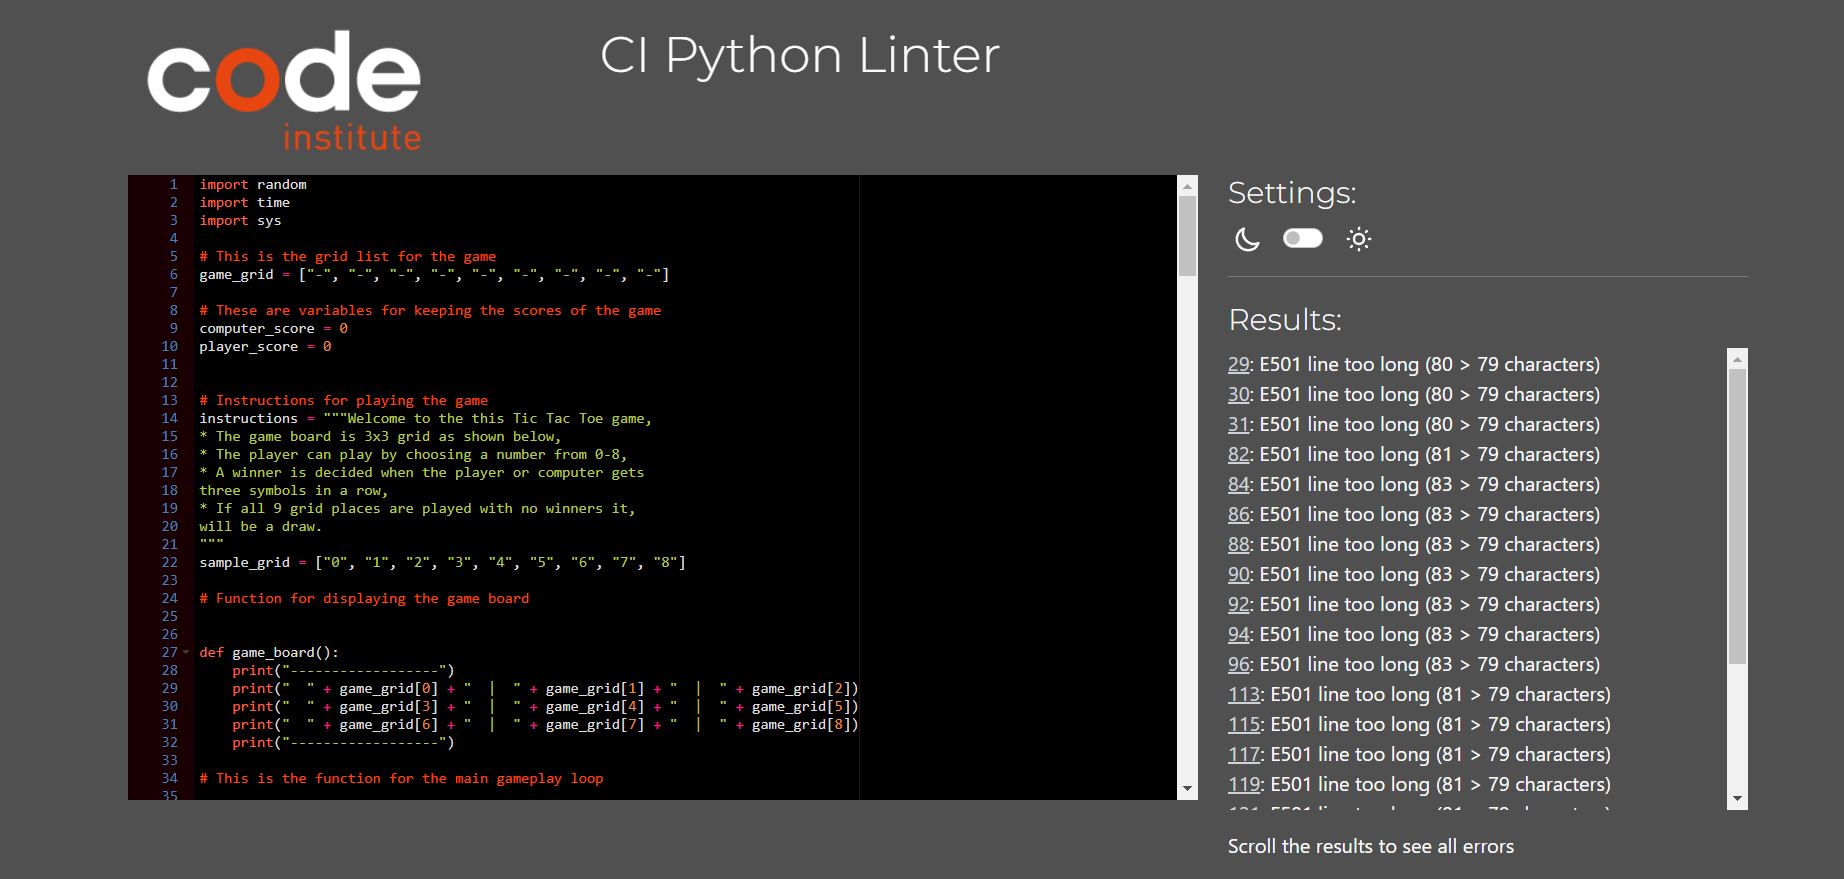 code
institute
CI Python Linter
1 import random
2 import time
3 import sys
4
5 # This is the grid list for the game
6 game_grid = ["-", "-", "-", "-", "-", "-", "-", "-", "-"]
7
8 # These are variables for keeping the scores of the game
9 computer_score = 0
10 player_score = 0
11
12
13 # Instructions for playing the game
14 instructions = """Welcome to the this Tic Tac Toe game,
15 * The game board is 3x3 grid as shown below,
16 * The player can play by choosing a number from 0-8,
17 * A winner is decided when the player or computer gets
18 three symbols in a row,
19 * If all 9 grid places are played with no winners it,
20 will be a draw.
21 """
22 sample_grid = ["0", "1", "2", "3", "4", "5", "6", "7", "8"]
23
24 # Function for displaying the game board
25
26
27 def game_board():
28     print("------------------")
29     print("  " + game_grid[0] + "  |  " + game_grid[1] + "  |  " + game_grid[2])
30     print("  " + game_grid[3] + "  |  " + game_grid[4] + "  |  " + game_grid[5])
31     print("  " + game_grid[6] + "  |  " + game_grid[7] + "  |  " + game_grid[8])
32     print("------------------")
33
34 # This is the function for the main gameplay loop
35
Settings:
Results:
29: E501 line too long (80 > 79 characters)
30: E501 line too long (80 > 79 characters)
31: E501 line too long (80 > 79 characters)
82: E501 line too long (81 > 79 characters)
84: E501 line too long (83 > 79 characters)
86: E501 line too long (83 > 79 characters)
88: E501 line too long (83 > 79 characters)
90: E501 line too long (83 > 79 characters)
92: E501 line too long (83 > 79 characters)
94: E501 line too long (83 > 79 characters)
96: E501 line too long (83 > 79 characters)
113: E501 line too long (81 > 79 characters)
115: E501 line too long (81 > 79 characters)
117: E501 line too long (81 > 79 characters)
119: E501 line too long (81 > 79 characters)
Scroll the results to see all errors